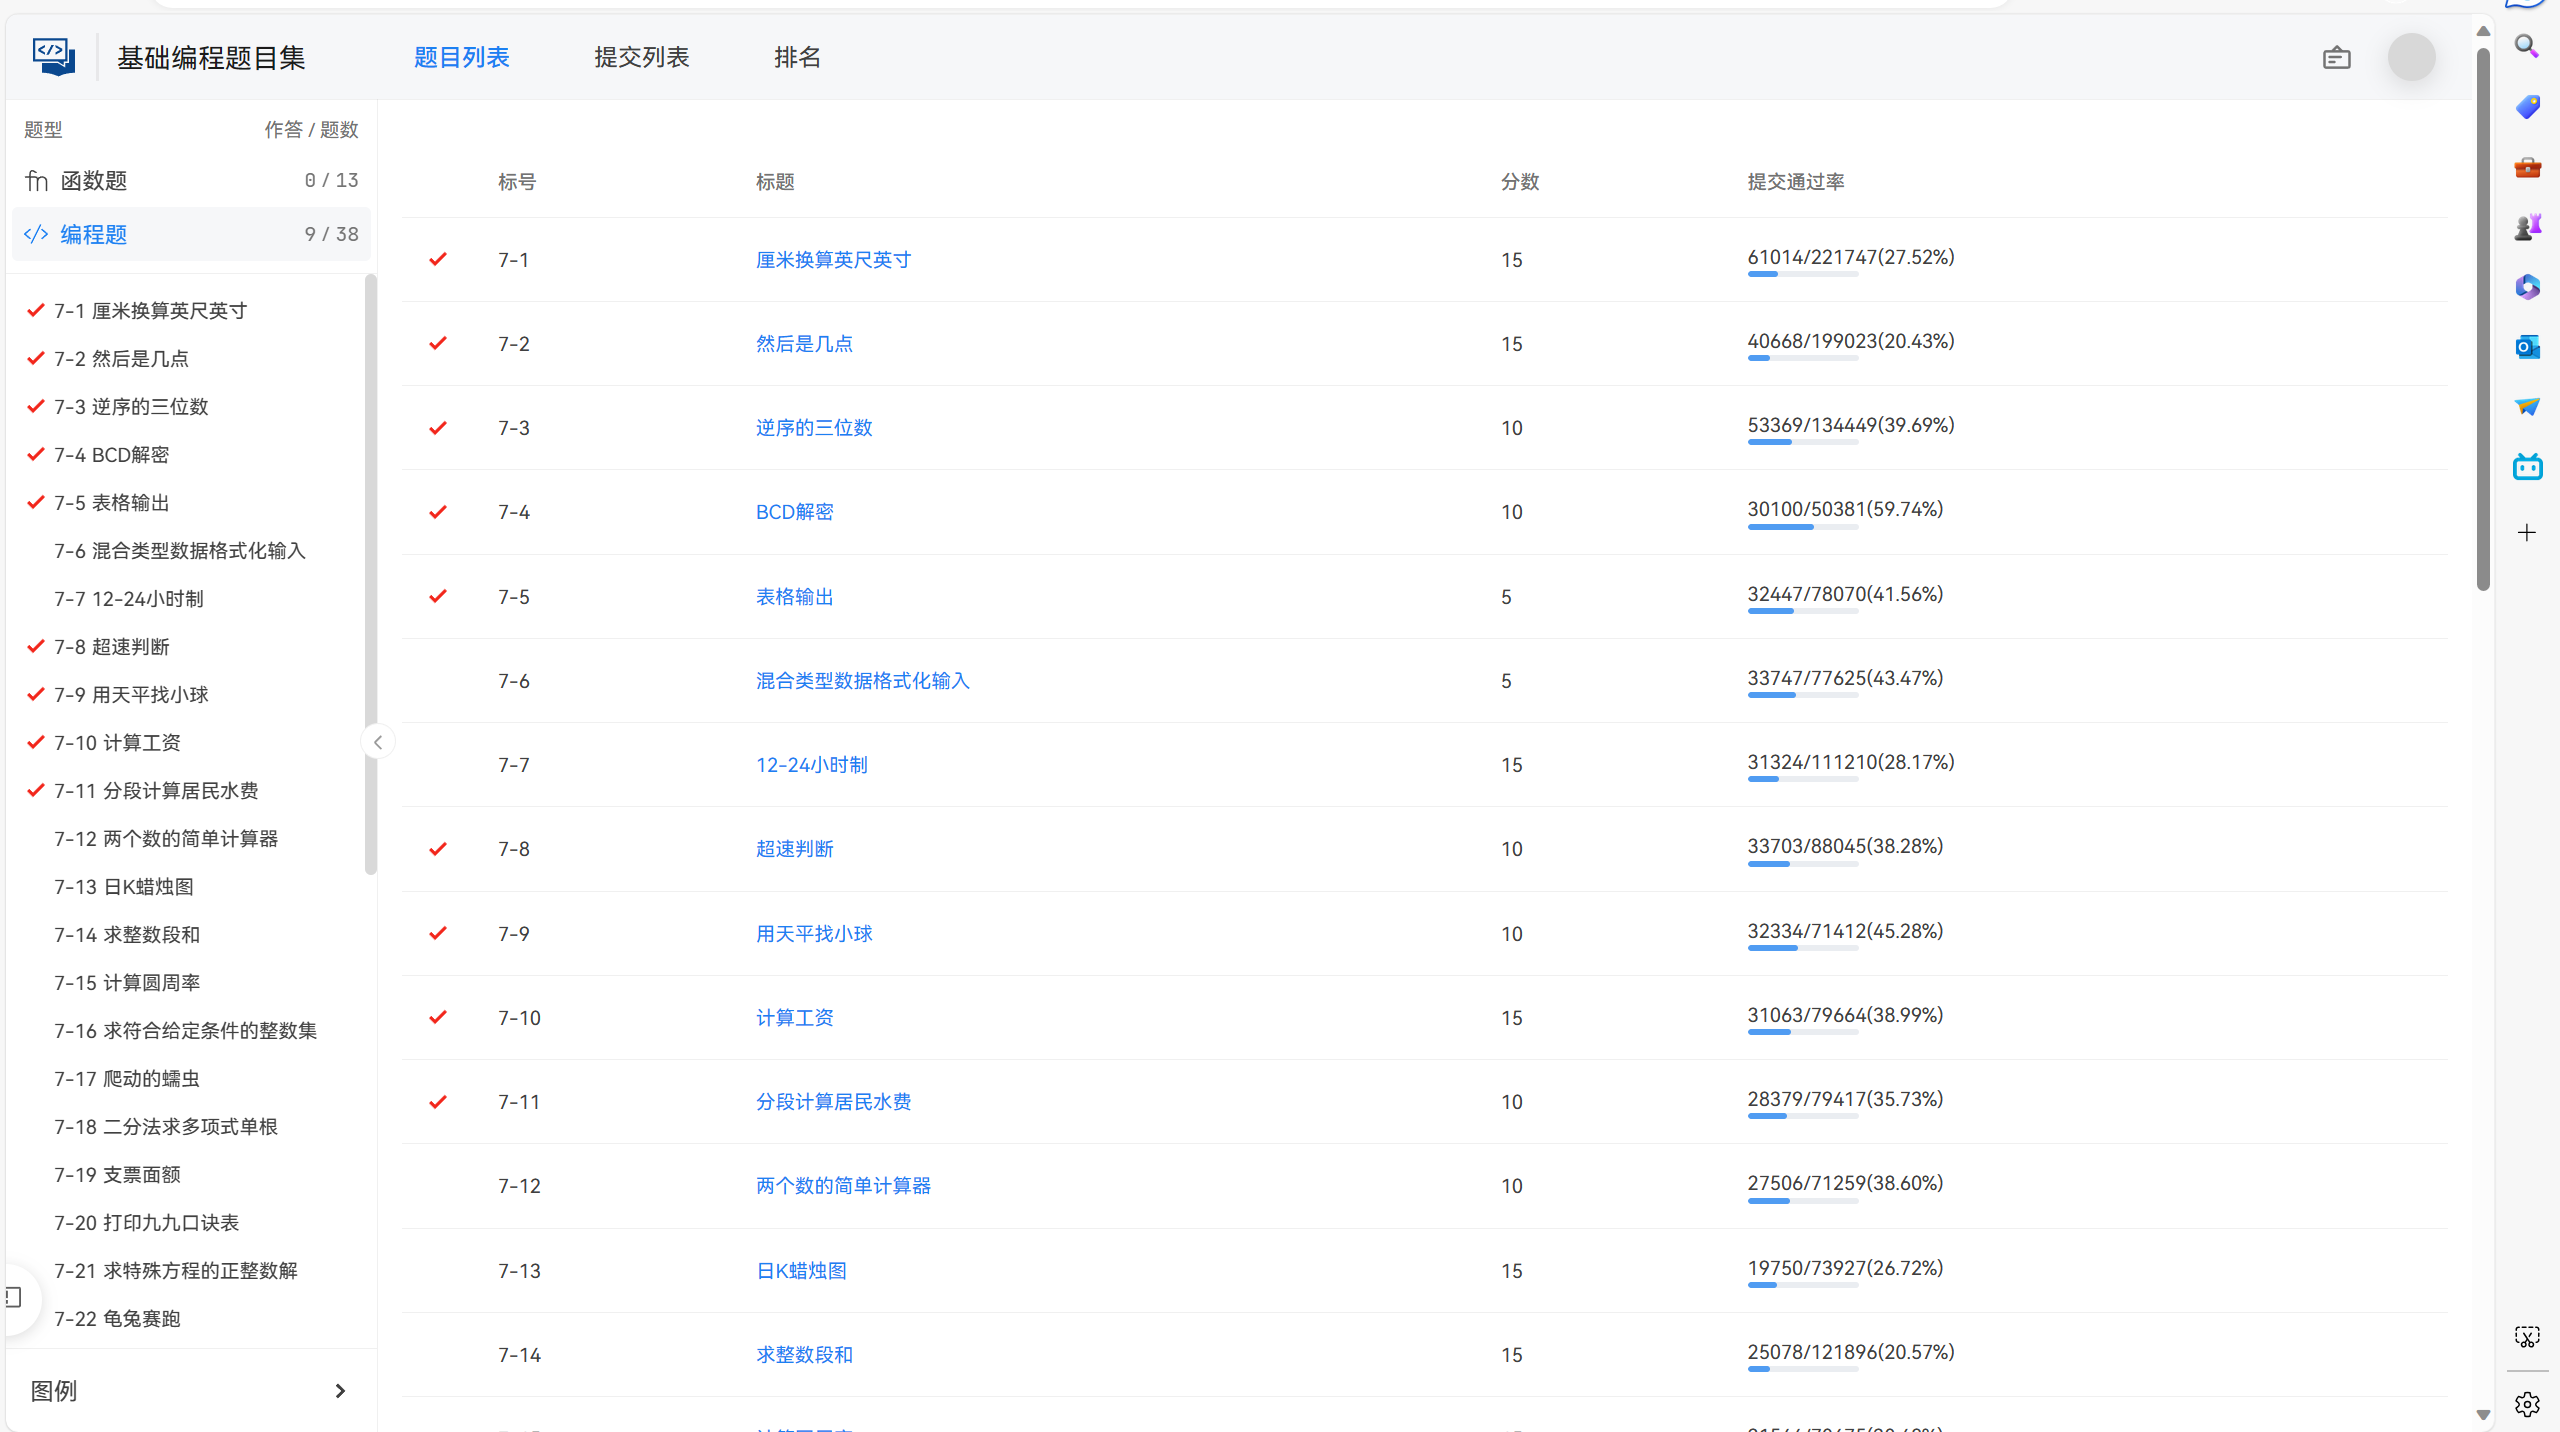 基础编程题目集
题目列表
提交列表
排名
题型
作答 / 题数
fn 函数题
0 / 13
</> 编程题
9 / 38
7-1 厘米换算英尺英寸
7-2 然后是几点
7-3 逆序的三位数
7-4 BCD解密
7-5 表格输出
7-6 混合类型数据格式化输入
7-7 12-24小时制
7-8 超速判断
7-9 用天平找小球
7-10 计算工资
7-11 分段计算居民水费
7-12 两个数的简单计算器
7-13 日K蜡烛图
7-14 求整数段和
7-15 计算圆周率
7-16 求符合给定条件的整数集
7-17 爬动的蠕虫
7-18 二分法求多项式单根
7-19 支票面额
7-20 打印九九口诀表
7-21 求特殊方程的正整数解
7-22 龟兔赛跑
图例
标号 标题 分数 提交通过率
7-1 厘米换算英尺英寸 15 61014/221747(27.52%)
7-2 然后是几点 15 40668/199023(20.43%)
7-3 逆序的三位数 10 53369/134449(39.69%)
7-4 BCD解密 10 30100/50381(59.74%)
7-5 表格输出 5 32447/78070(41.56%)
7-6 混合类型数据格式化输入 5 33747/77625(43.47%)
7-7 12-24小时制 15 31324/111210(28.17%)
7-8 超速判断 10 33703/88045(38.28%)
7-9 用天平找小球 10 32334/71412(45.28%)
7-10 计算工资 15 31063/79664(38.99%)
7-11 分段计算居民水费 10 28379/79417(35.73%)
7-12 两个数的简单计算器 10 27506/71259(38.60%)
7-13 日K蜡烛图 15 19750/73927(26.72%)
7-14 求整数段和 15 25078/121896(20.57%)